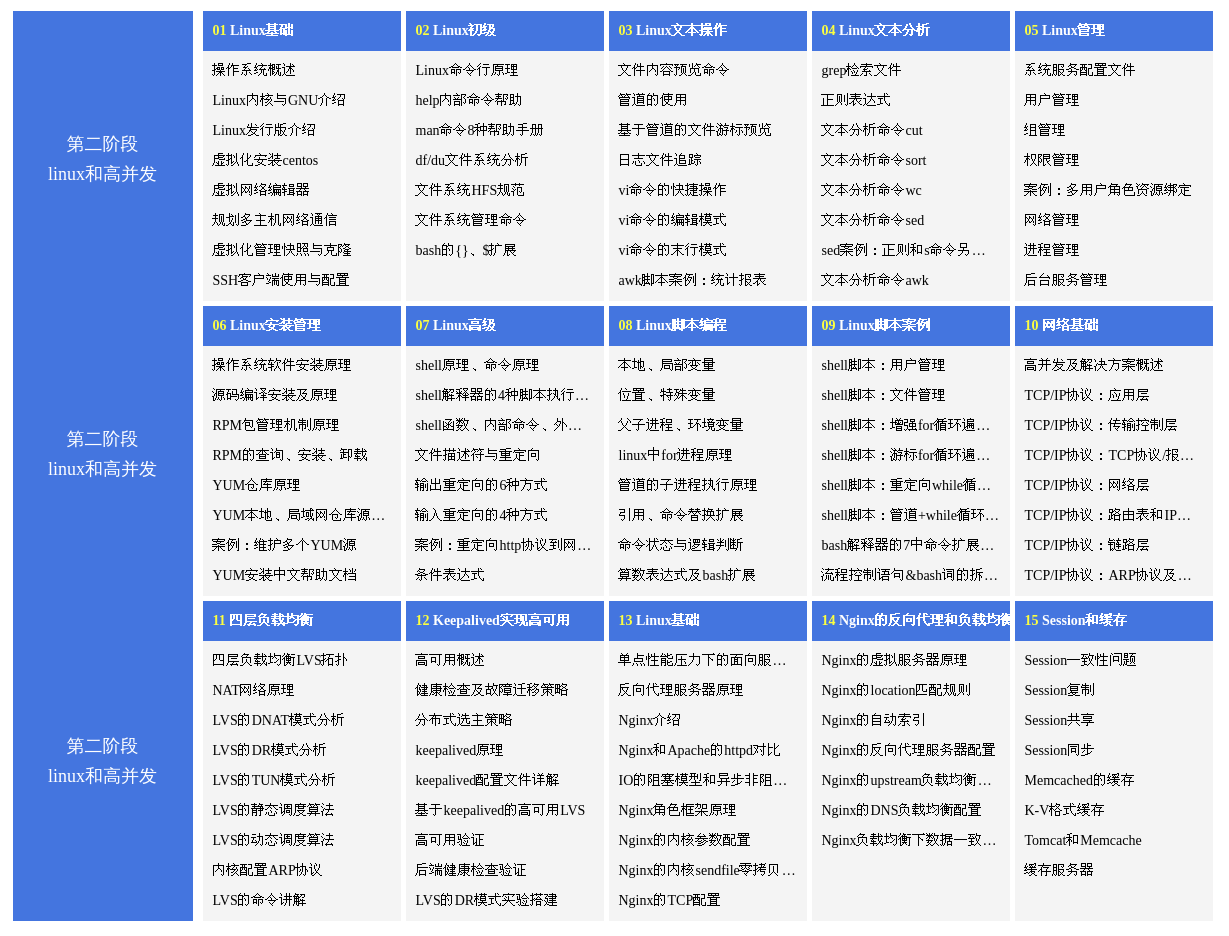 第二阶段
linux和高并发
01 Linux基础
操作系统概述
Linux内核与GNU介绍
Linux发行版介绍
虚拟化安装centos
虚拟网络编辑器
规划多主机网络通信
虚拟化管理快照与克隆
SSH客户端使用与配置
02 Linux初级
Linux命令行原理
help内部命令帮助
man命令8种帮助手册
df/du文件系统分析
文件系统HFS规范
文件系统管理命令
bash的{}、$扩展
03 Linux文本操作
文件内容预览命令
管道的使用
基于管道的文件游标预览
日志文件追踪
vi命令的快捷操作
vi命令的编辑模式
vi命令的末行模式
awk脚本案例：统计报表
04 Linux文本分析
grep检索文件
正则表达式
文本分析命令cut
文本分析命令sort
文本分析命令wc
文本分析命令sed
sed案例：正则和s命令另…
文本分析命令awk
05 Linux管理
系统服务配置文件
用户管理
组管理
权限管理
案例：多用户角色资源绑定
网络管理
进程管理
后台服务管理
第二阶段
linux和高并发
06 Linux安装管理
操作系统软件安装原理
源码编译安装及原理
RPM包管理机制原理
RPM的查询、安装、卸载
YUM仓库原理
YUM本地、局域网仓库源…
案例：维护多个YUM源
YUM安装中文帮助文档
07 Linux高级
shell原理、命令原理
shell解释器的4种脚本执行…
shell函数、内部命令、外…
文件描述符与重定向
输出重定向的6种方式
输入重定向的4种方式
案例：重定向http协议到网…
条件表达式
08 Linux脚本编程
本地、局部变量
位置、特殊变量
父子进程、环境变量
linux中for进程原理
管道的子进程执行原理
引用、命令替换扩展
命令状态与逻辑判断
算数表达式及bash扩展
09 Linux脚本案例
shell脚本：用户管理
shell脚本：文件管理
shell脚本：增强for循环遍…
shell脚本：游标for循环遍…
shell脚本：重定向while循…
shell脚本：管道+while循环…
bash解释器的7中命令扩展…
流程控制语句&bash词的拆…
10 网络基础
高并发及解决方案概述
TCP/IP协议：应用层
TCP/IP协议：传输控制层
TCP/IP协议：TCP协议/报…
TCP/IP协议：网络层
TCP/IP协议：路由表和IP…
TCP/IP协议：链路层
TCP/IP协议：ARP协议及…
第二阶段
linux和高并发
11 四层负载均衡
四层负载均衡LVS拓扑
NAT网络原理
LVS的DNAT模式分析
LVS的DR模式分析
LVS的TUN模式分析
LVS的静态调度算法
LVS的动态调度算法
内核配置ARP协议
LVS的命令讲解
12 Keepalived实现高可用
高可用概述
健康检查及故障迁移策略
分布式选主策略
keepalived原理
keepalived配置文件详解
基于keepalived的高可用LVS
高可用验证
后端健康检查验证
LVS的DR模式实验搭建
13 Linux基础
单点性能压力下的面向服…
反向代理服务器原理
Nginx介绍
Nginx和Apache的httpd对比
IO的阻塞模型和异步非阻…
Nginx角色框架原理
Nginx的内核参数配置
Nginx的内核sendfile零拷贝…
Nginx的TCP配置
14 Nginx的反向代理和负载均衡
Nginx的虚拟服务器原理
Nginx的location匹配规则
Nginx的自动索引
Nginx的反向代理服务器配置
Nginx的upstream负载均衡…
Nginx的DNS负载均衡配置
Nginx负载均衡下数据一致…
15 Session和缓存
Session一致性问题
Session复制
Session共享
Session同步
Memcached的缓存
K-V格式缓存
Tomcat和Memcache
缓存服务器